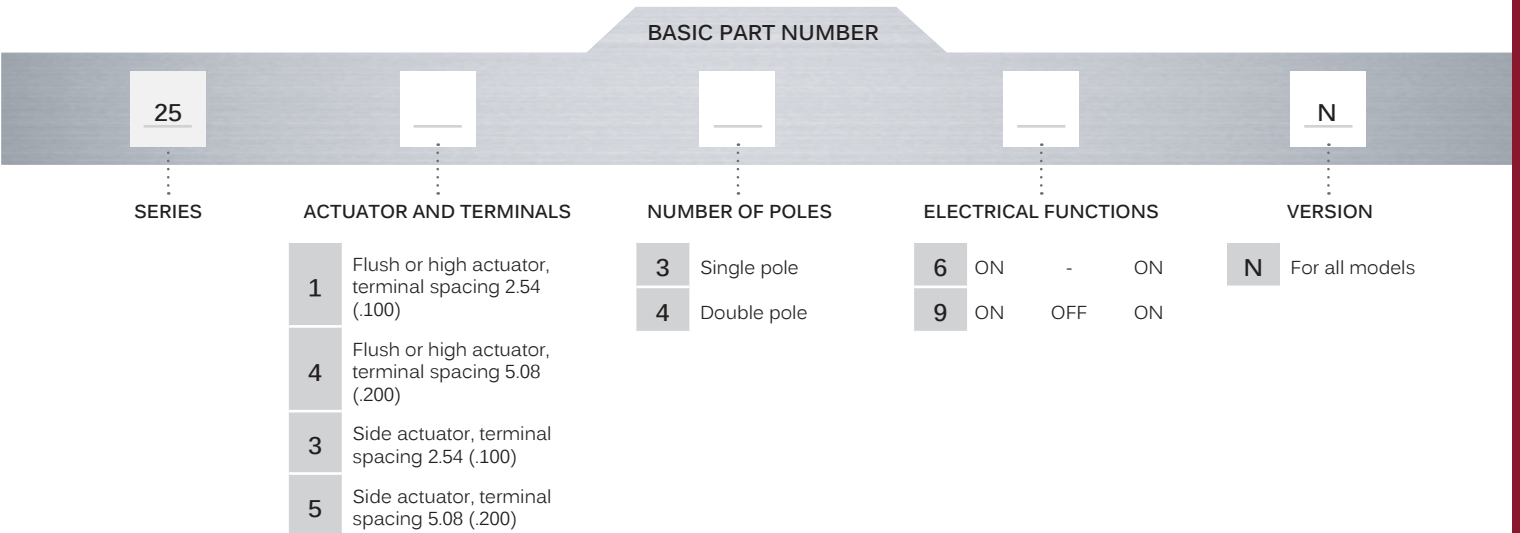 BASIC PART NUMBER
25
N
SERIES
ACTUATOR AND TERMINALS
NUMBER OF POLES
ELECTRICAL FUNCTIONS
VERSION
1
Flush or high actuator,
terminal spacing 2.54
(.100)
4
Flush or high actuator,
terminal spacing 5.08
(.200)
3
Side actuator, terminal
spacing 2.54 (.100)
5
Side actuator, terminal
spacing 5.08 (.200)
3 Single pole
4 Double pole
6 ON - ON
9 ON OFF ON
N For all models